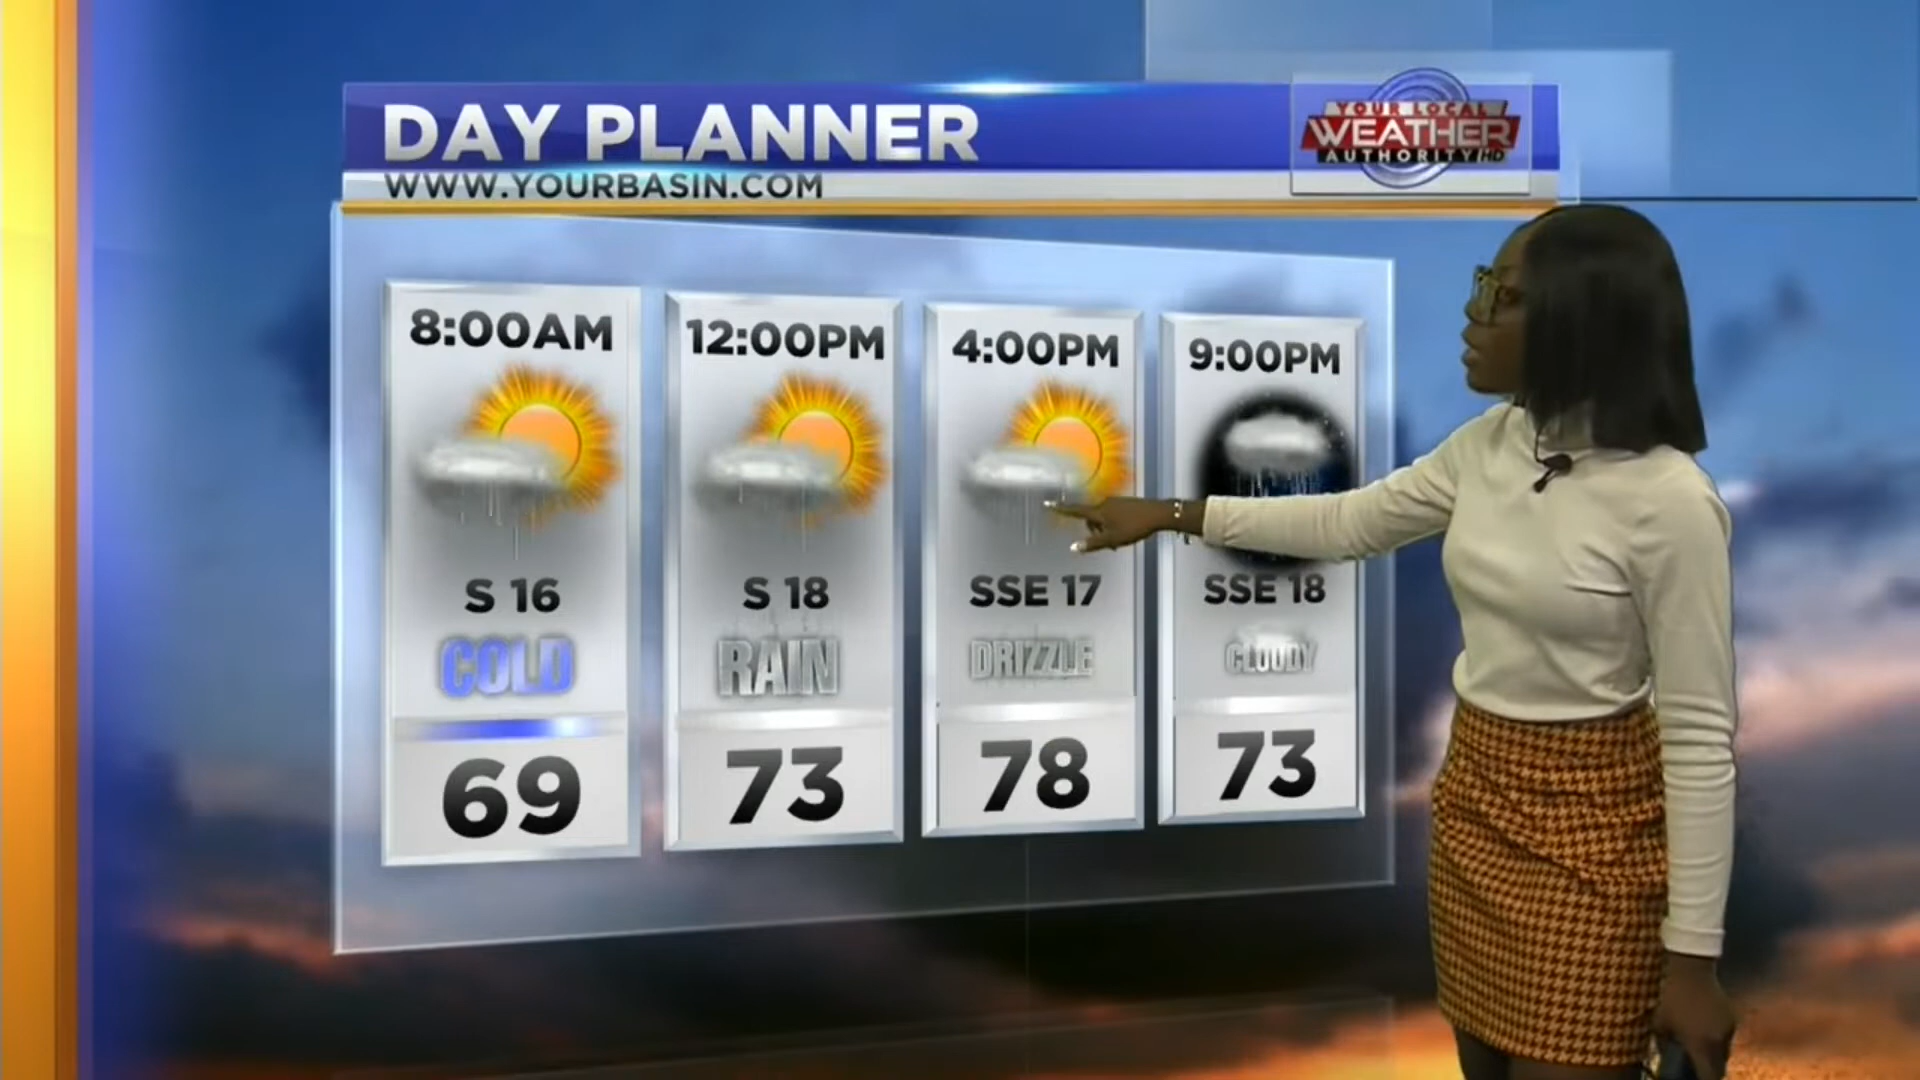 DAY PLANNER
WWW.YOURBASIN.COM
YOUR LOCAL
WEATHER
AUTHORITY HD
8:00AM
S 16
COLD
69
12:00PM
S 18
RAIN
73
4:00PM
SSE 17
DRIZZLE
78
9:00PM
SSE 18
CLOUDY
73